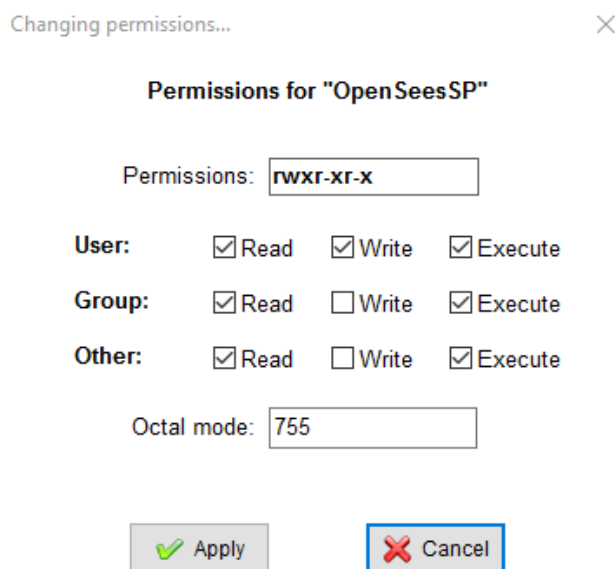 Changing permissions...
Permissions for "OpenSeesSP"
Permissions: rwxr-xr-x
User: Read Write Execute
Group: Read Write Execute
Other: Read Write Execute
Octal mode: 755
Apply Cancel